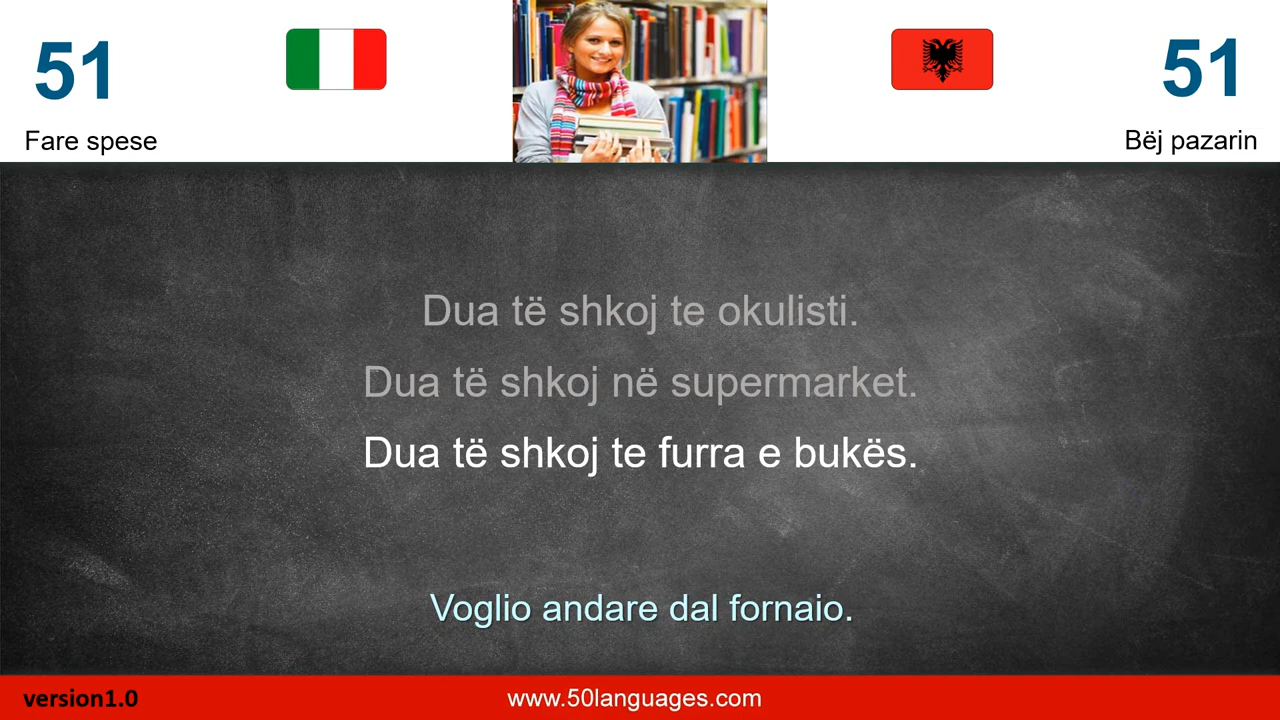 51
51
Fare spese
Bëj pazarin
Dua të shkoj te okulisti.
Dua të shkoj në supermarket.
Dua të shkoj te furra e bukës.
Voglio andare dal fornaio.
version1.0
www.50languages.com